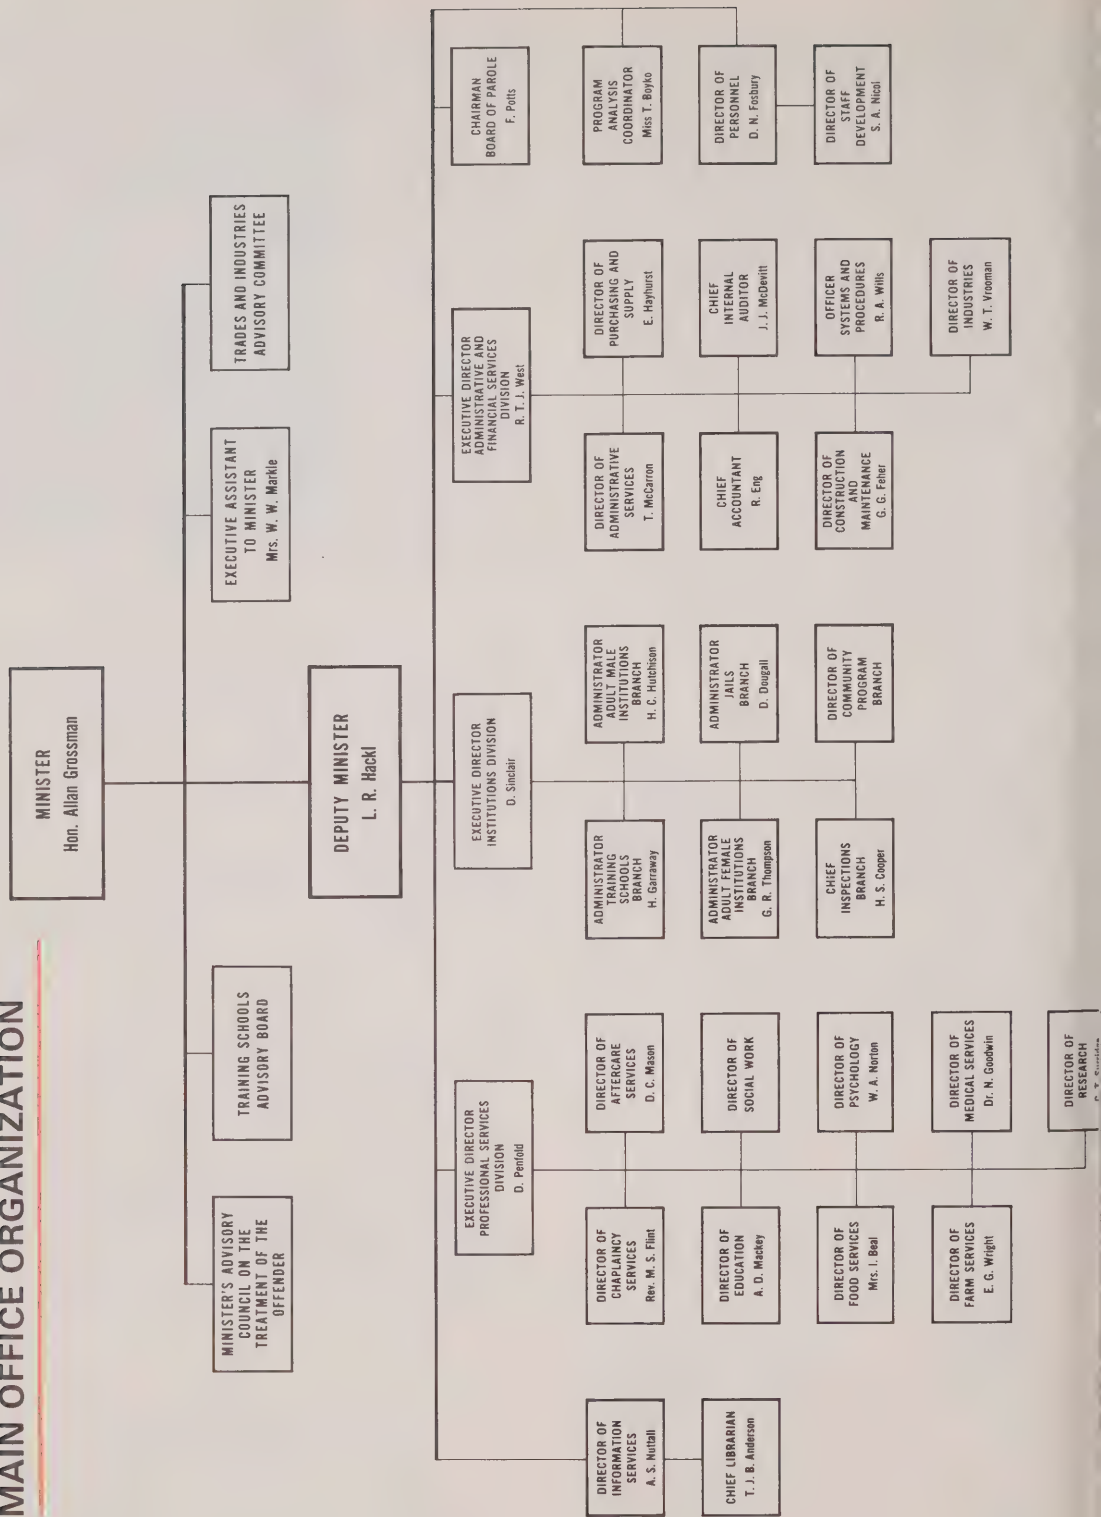 MAIN OFFICE ORGANIZATION
MINISTER
Hon. Allan Grossman
MINISTER'S ADVISORY
COUNCIL ON THE
TREATMENT OF THE
OFFENDER
TRAINING SCHOOLS
ADVISORY BOARD
EXECUTIVE ASSISTANT
TO MINISTER
Mrs. W. W. Markle
TRADES AND INDUSTRIES
ADVISORY COMMITTEE
DEPUTY MINISTER
L. R. Hackl
EXECUTIVE DIRECTOR
PROFESSIONAL SERVICES
DIVISION
D. Penfold
EXECUTIVE DIRECTOR
INSTITUTIONS DIVISION
D. Sinclair
EXECUTIVE DIRECTOR
ADMINISTRATIVE AND
FINANCIAL SERVICES
DIVISION
R. T. J. West
CHAIRMAN
BOARD OF PAROLE
F. Potts
DIRECTOR OF
INFORMATION
SERVICES
A. S. Nuttall
CHIEF LIBRARIAN
T. J. B. Anderson
DIRECTOR OF
CHAPLAINCY
SERVICES
Rev. M. S. Flint
DIRECTOR OF
AFTERCARE
SERVICES
D. C. Mason
DIRECTOR OF
EDUCATION
A. D. Mackey
DIRECTOR OF
SOCIAL WORK
DIRECTOR OF
FOOD SERVICES
Mrs. I. Beal
DIRECTOR OF
PSYCHOLOGY
W. A. Norton
DIRECTOR OF
FARM SERVICES
E. G. Wright
DIRECTOR OF
MEDICAL SERVICES
Dr. N. Goodwin
DIRECTOR OF
RESEARCH
ADMINISTRATOR
TRAINING
SCHOOLS
BRANCH
H. Garraway
ADMINISTRATOR
ADULT MALE
INSTITUTIONS
BRANCH
H. C. Hutchison
ADMINISTRATOR
ADULT FEMALE
INSTITUTIONS
BRANCH
G. R. Thompson
ADMINISTRATOR
JAILS
BRANCH
D. Dougall
CHIEF
INSPECTIONS
BRANCH
H. S. Cooper
DIRECTOR OF
COMMUNITY
PROGRAM
BRANCH
DIRECTOR OF
ADMINISTRATIVE
SERVICES
T. McCarron
DIRECTOR OF
PURCHASING AND
SUPPLY
E. Hayhurst
CHIEF
ACCOUNTANT
R. Eng
CHIEF
INTERNAL
AUDITOR
J. J. McDevitt
DIRECTOR OF
CONSTRUCTION
AND
MAINTENANCE
G. G. Feher
OFFICER
SYSTEMS AND
PROCEDURES
R. A. Wills
DIRECTOR OF
INDUSTRIES
W. T. Vrooman
PROGRAM
ANALYSIS
COORDINATOR
Miss T. Boyko
DIRECTOR OF
PERSONNEL
D. N. Fosbury
DIRECTOR OF
STAFF
DEVELOPMENT
S. A. Nicol